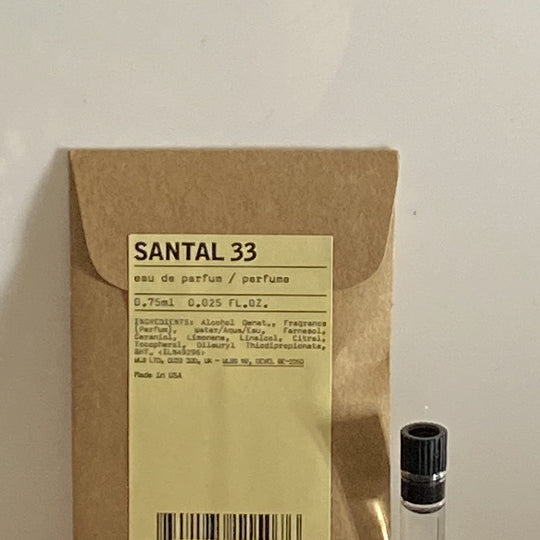 SANTAL 33
eau de parfum / perfume
0.75ml 0.025 FL.OZ.
INGREDIENTS: Alcohol Denat., Fragrance
(Parfum), Water/Aqua/Eau, Farnesol,
Geraniol, Limonene, Linalool, Citral,
Tocopherol, Dilauryl Thiodipropionate,
BHT.
Made in USA